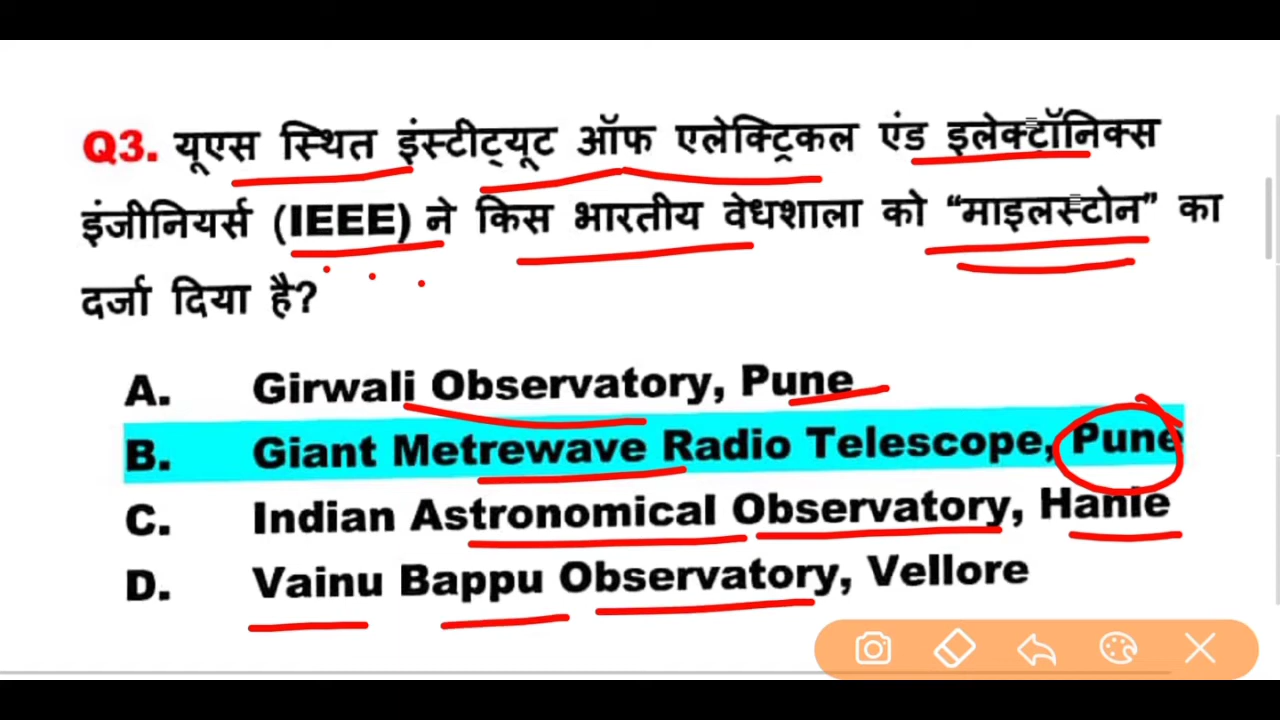 Q3. यूएस स्थित इंस्टीट्यूट ऑफ एलेक्ट्रिकल एंड इलेक्टॉनिक्स
इंजीनियर्स (IEEE) ने किस भारतीय वेधशाला को “माइलस्टोन” का
दर्जा दिया है?
A. Girwali Observatory, Pune
B. Giant Metrewave Radio Telescope, Pune
C. Indian Astronomical Observatory, Hanle
D. Vainu Bappu Observatory, Vellore